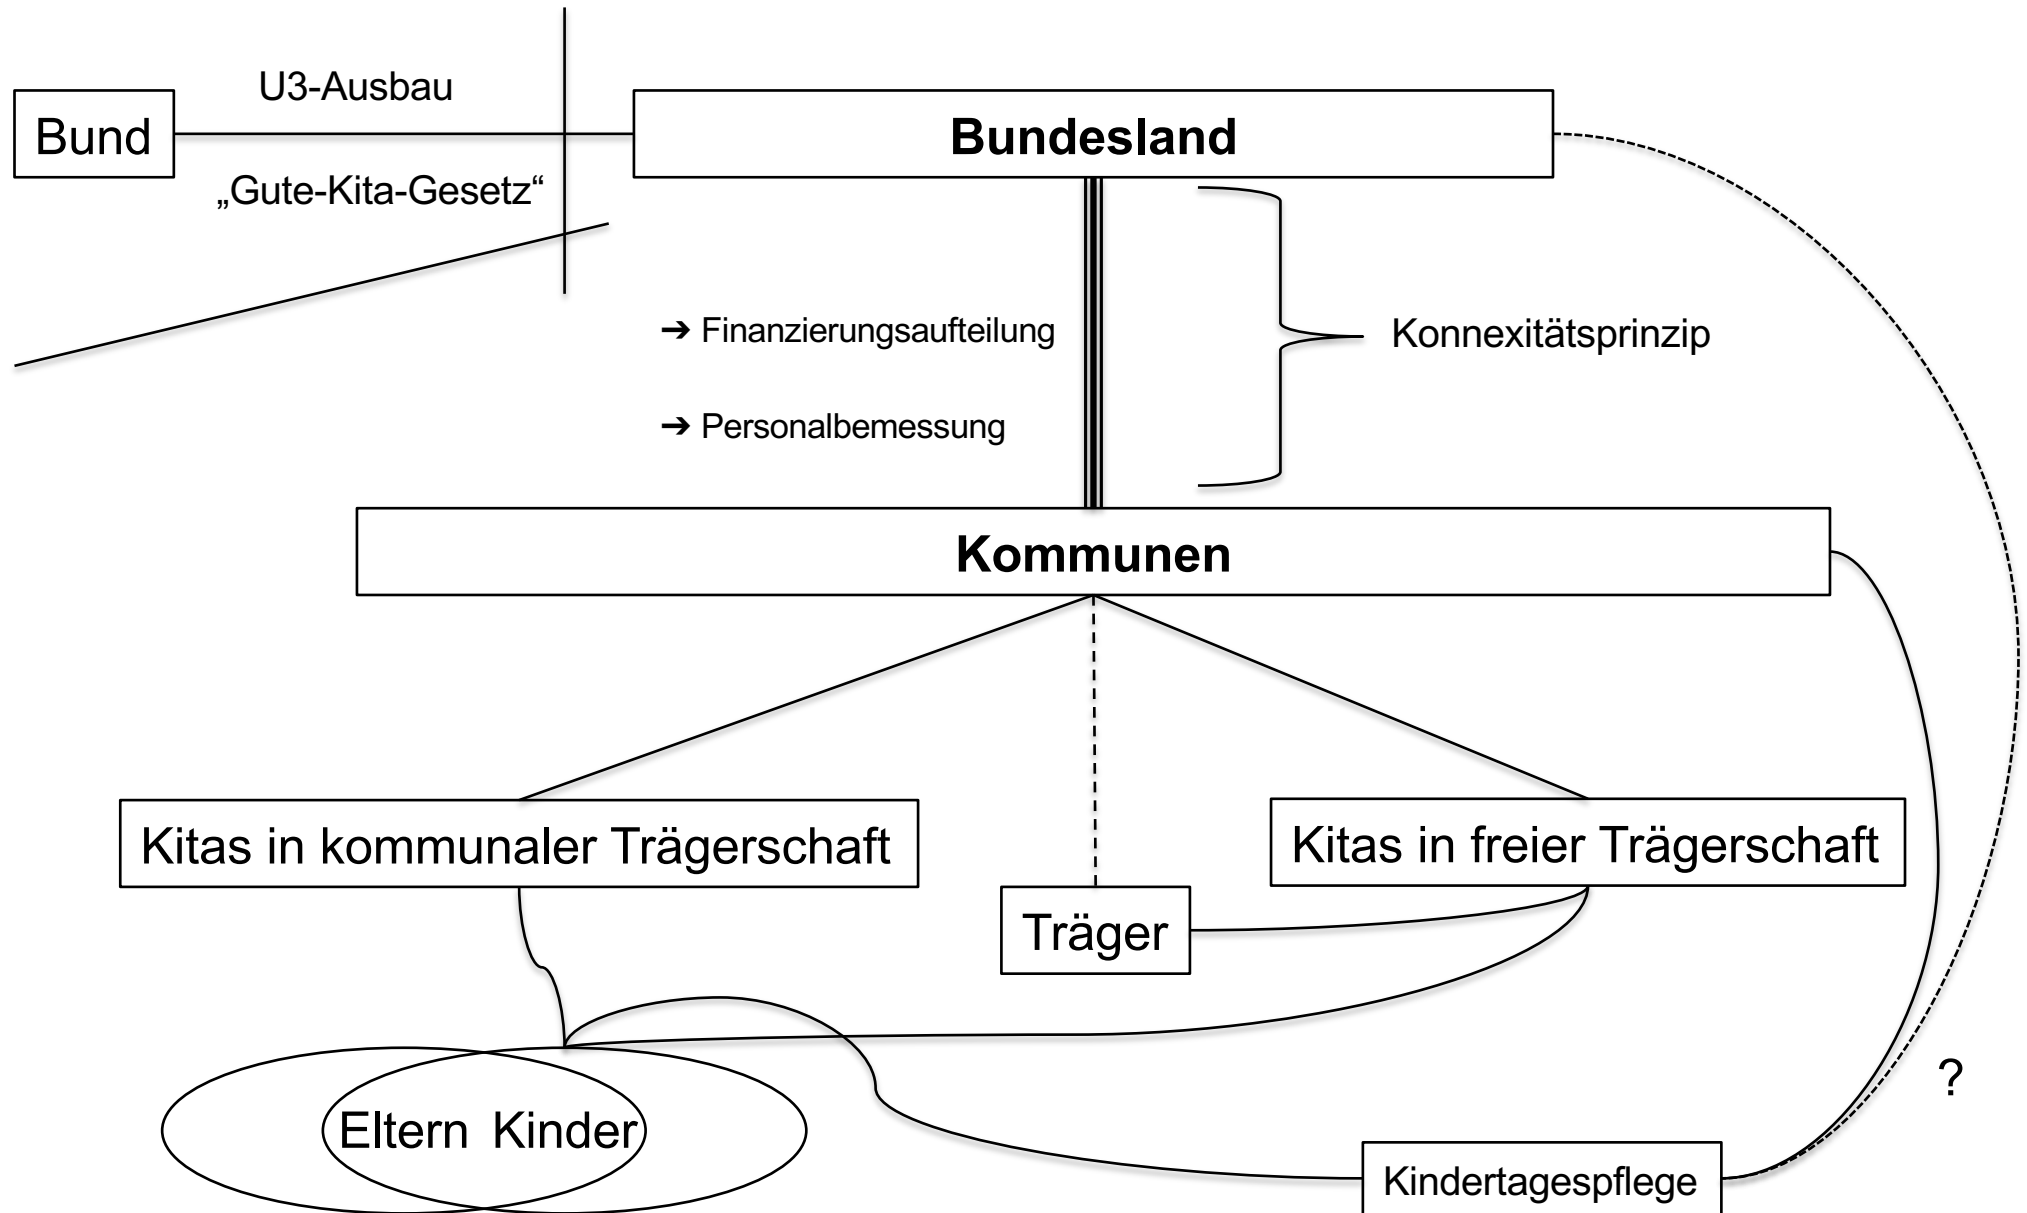 U3-Ausbau
Bund
Bundesland
„Gute-Kita-Gesetz“
➔ Finanzierungsaufteilung
Konnexitätsprinzip
➔ Personalbemessung
Kommunen
Kitas in kommunaler Trägerschaft
Kitas in freier Trägerschaft
Träger
?
Eltern Kinder
Kindertagespflege